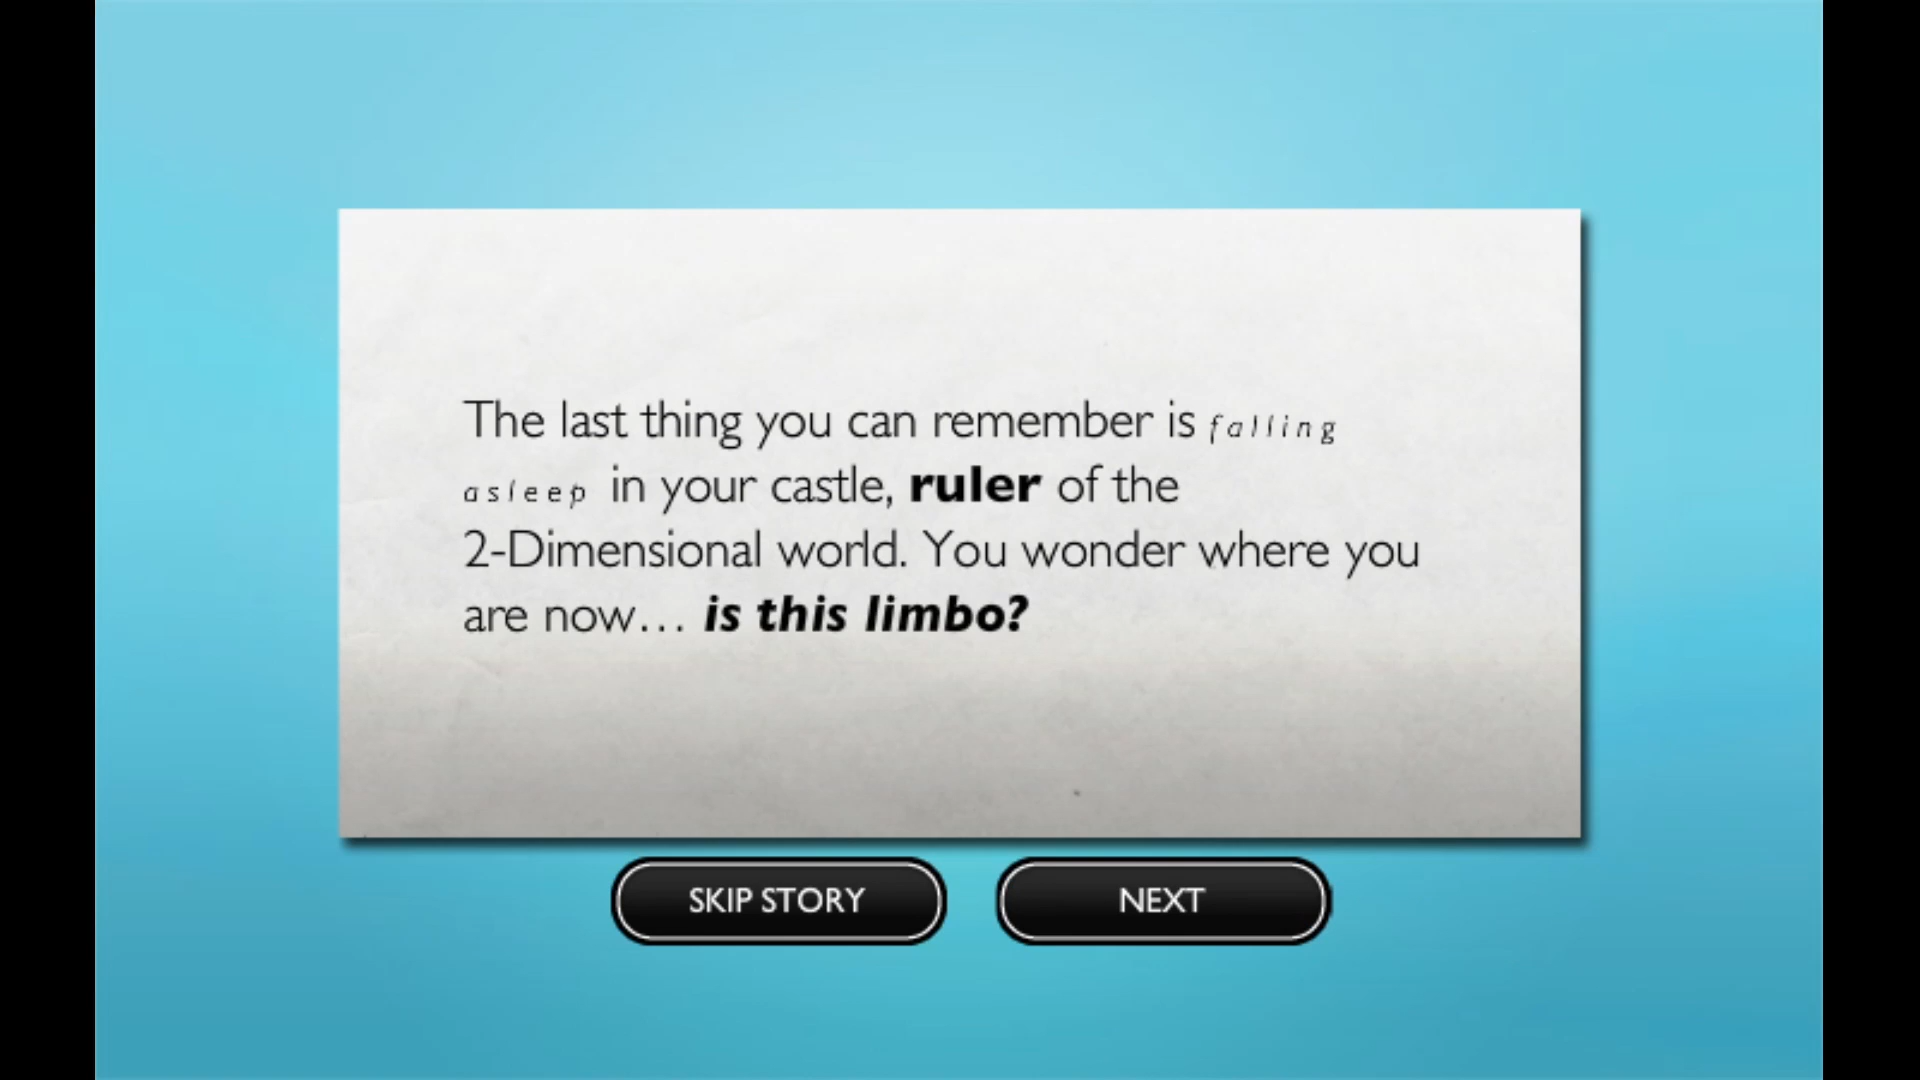 The last thing you can remember is falling
asleep in your castle, ruler of the
2-Dimensional world. You wonder where you
are now… is this limbo?
SKIP STORY
NEXT